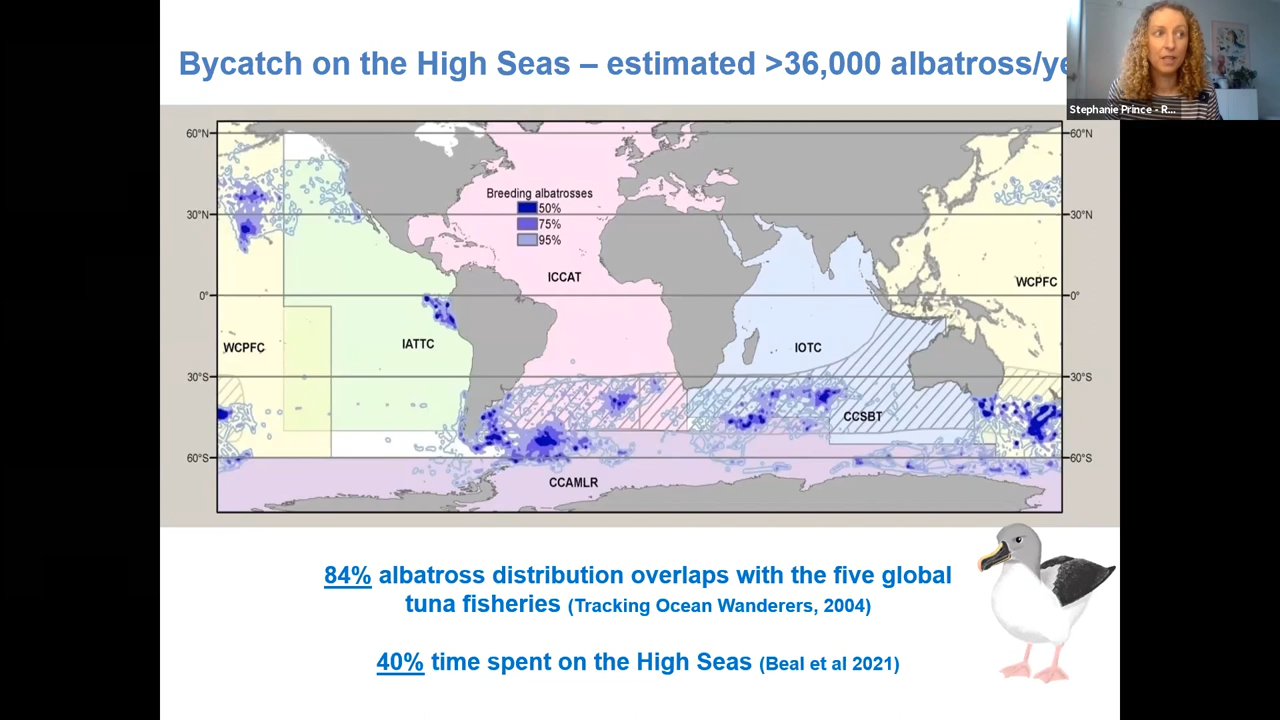 Bycatch on the High Seas – estimated >36,000 albatross/ye
Stephanie Prince - R...
60°N
60°N
Breeding albatrosses
50%
30°N
30°N
75%
95%
ICCAT
WCPFC
0°
0°
WCPFC
IATTC
IOTC
30°S
30°S
CCSBT
60°S
60°S
CCAMLR
84% albatross distribution overlaps with the five global
tuna fisheries (Tracking Ocean Wanderers, 2004)
40% time spent on the High Seas (Beal et al 2021)